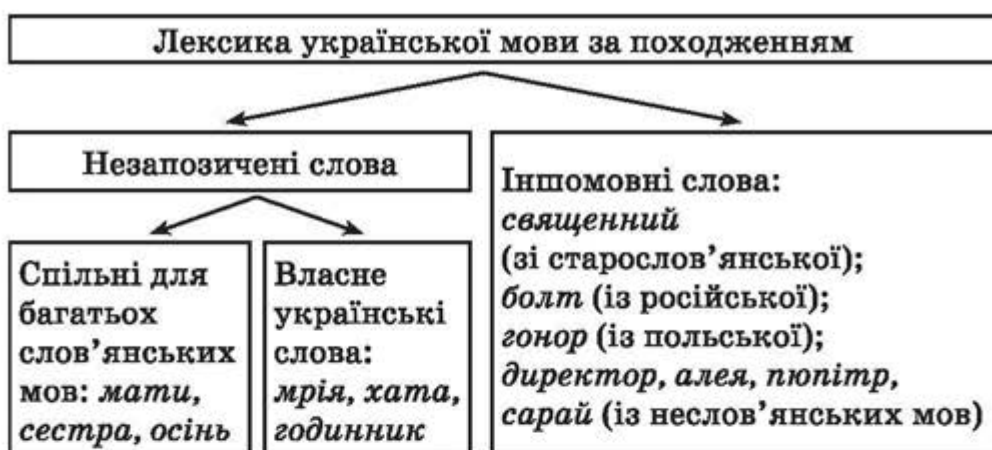 Лексика української мови за походженням
Незапозичені слова
Спільні для
багатьох
слов’янських
мов: мати,
сестра, осінь
Власне
українські
слова:
мрія, хата,
годинник
Іншомовні слова:
священний
(зі старослов’янської);
болт (із російської);
гонор (із польської);
директор, алея, пюпітр,
сарай (із неслов’янських мов)